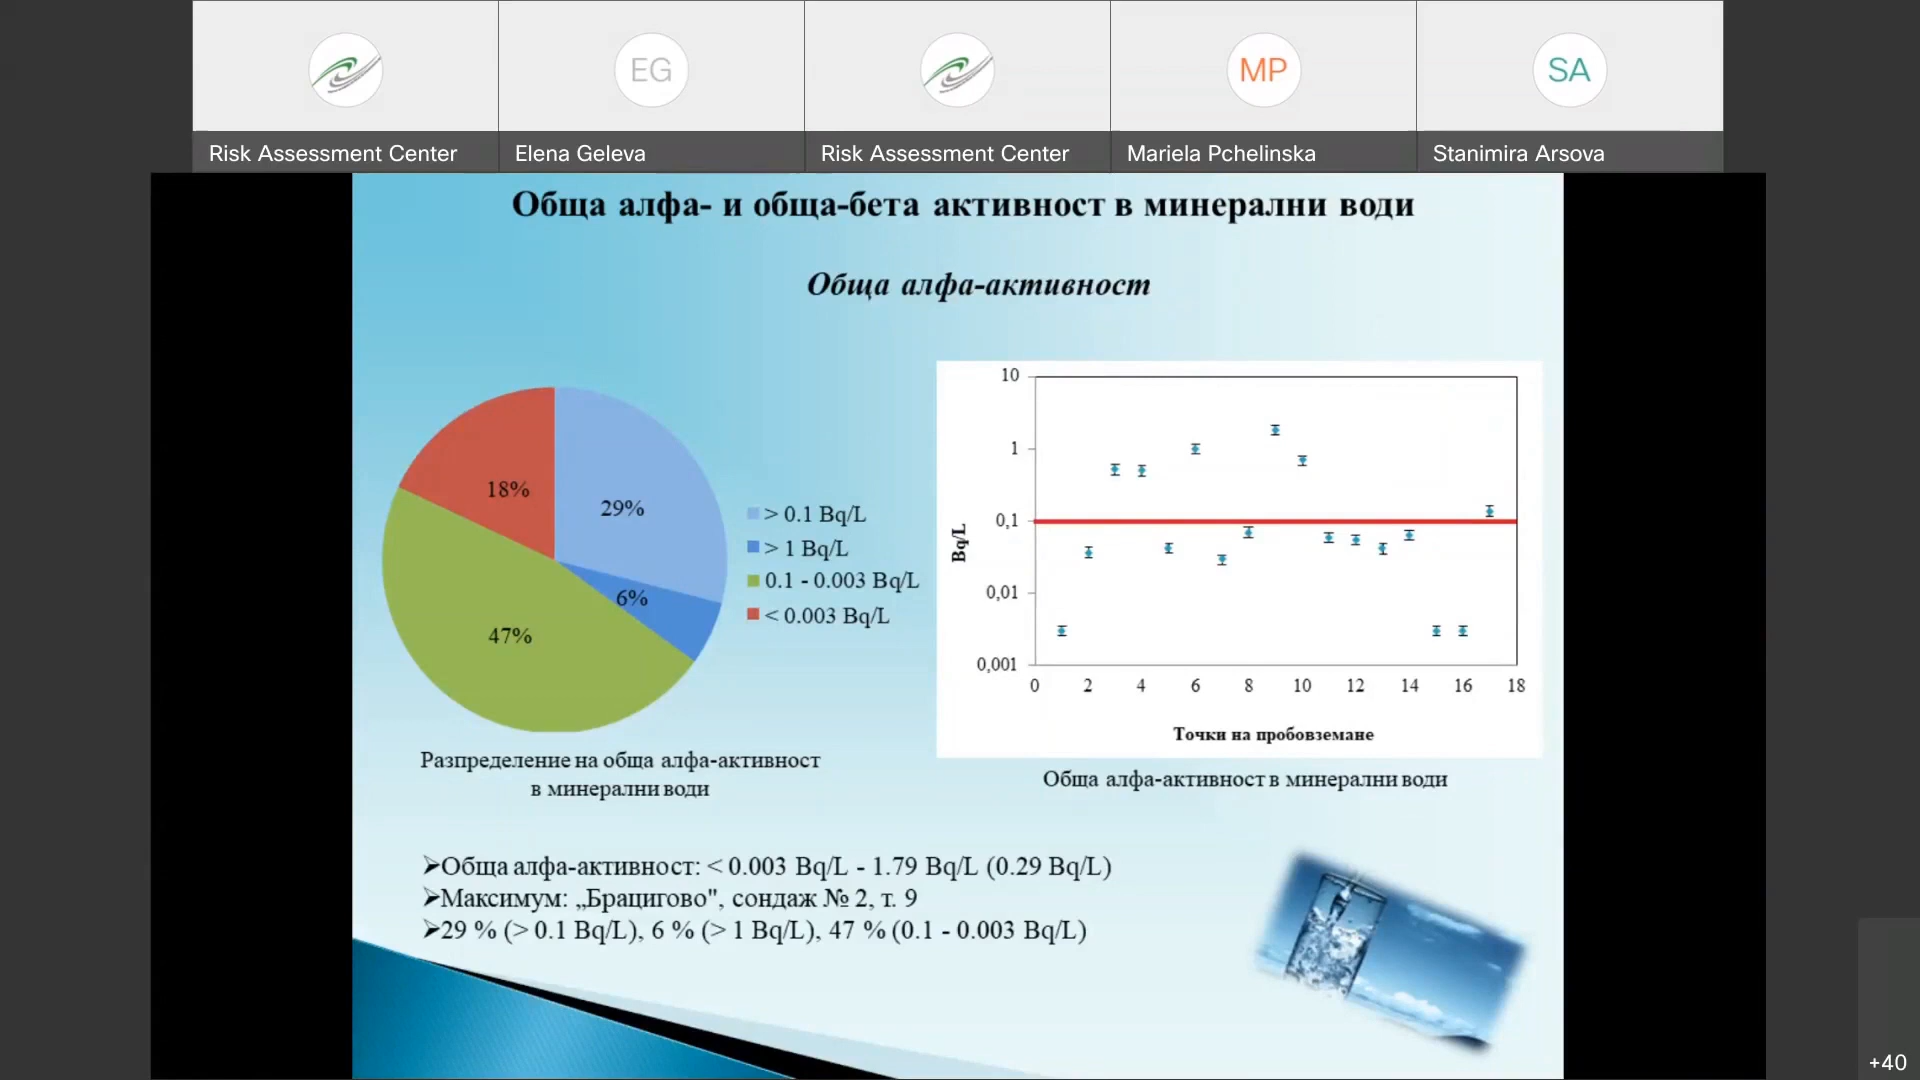 EG
MP
SA
Risk Assessment Center
Elena Geleva
Risk Assessment Center
Mariela Pchelinska
Stanimira Arsova
Обща алфа- и обща-бета активност в минерални води
Обща алфа-активност
18%
29%
6%
47%
> 0.1 Bq/L
> 1 Bq/L
0.1 - 0.003 Bq/L
< 0.003 Bq/L
Разпределение на обща алфа-активност
в минерални води
10
1
0,1
0,01
0,001
Bq/L
0 2 4 6 8 10 12 14 16 18
Точки на пробовземане
Обща алфа-активност в минерални води
➢Обща алфа-активност: < 0.003 Bq/L - 1.79 Bq/L (0.29 Bq/L)
➢Максимум: „Брацигово", сондаж № 2, т. 9
➢29 % (> 0.1 Bq/L), 6 % (> 1 Bq/L), 47 % (0.1 - 0.003 Bq/L)
+40